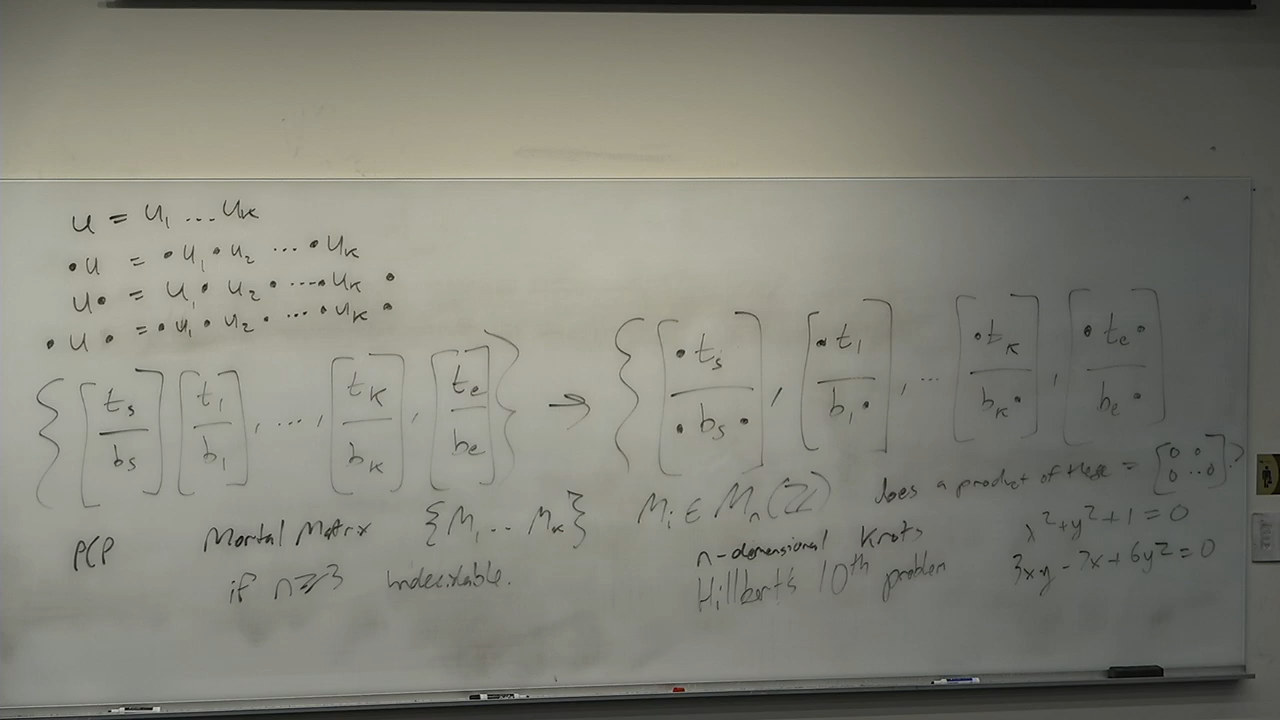 u = u₁ ... uₖ
•u = •u₁•u₂ ... •uₖ
u• = u₁•u₂• ... •uₖ•
•u• = •u₁•u₂• ... •uₖ•
{ [tₛ/bₛ] [t₁/b₁], ..., [tₖ/bₖ], [tₑ/bₑ] } → { [•tₛ/•bₛ•], [•t₁/b₁•], ... [•tₖ/bₖ•], [•tₑ•/bₑ•]
PCP
Mortal Matrix {M₁ ... Mₖ} Mᵢ ∈ Mₙ(ℤ) does a product of these = [0 0 / 0 ..0]?
if n≥3 undecidable.
n-demensional Knots
Hillbert's 10th problem
x²+y²+1=0
3xy-7x+6y²=0